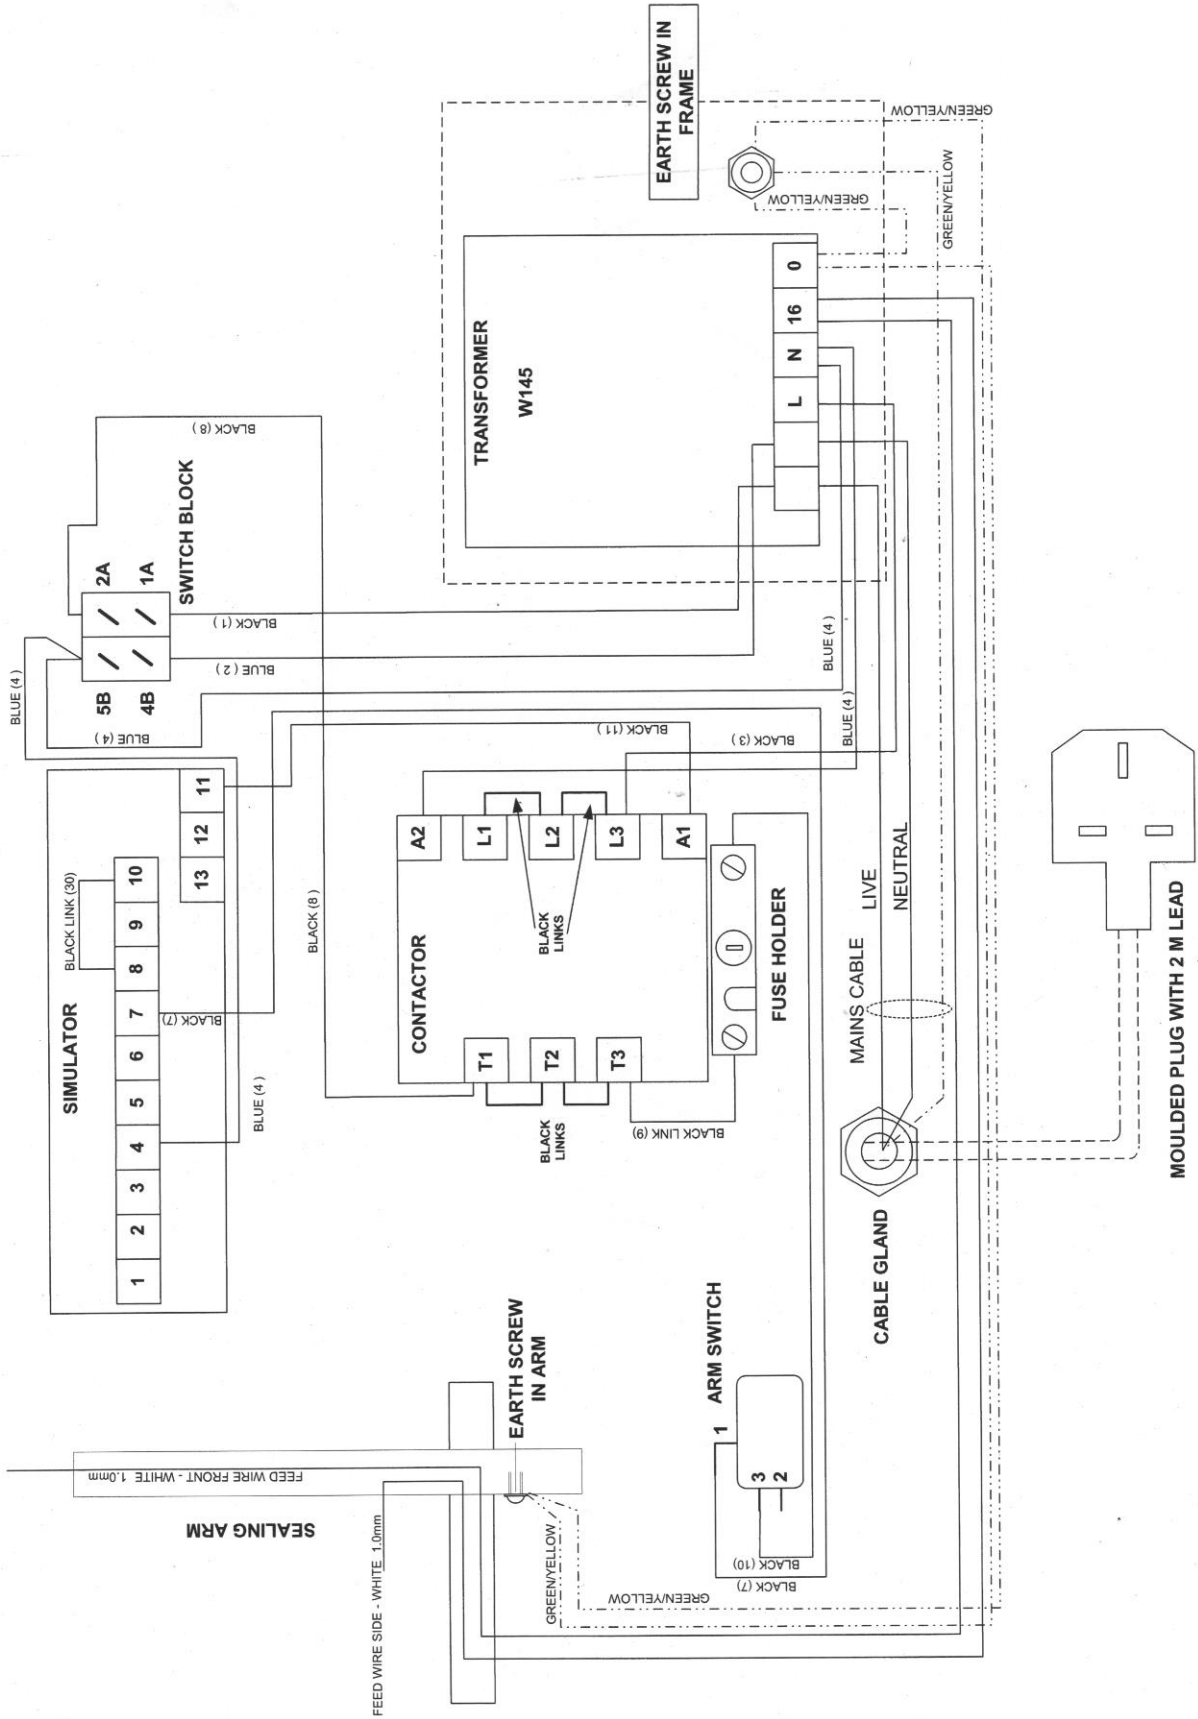 EARTH SCREW IN
FRAME
GREEN/YELLOW
GREEN/YELLOW
GREEN/YELLOW
TRANSFORMER
W145
0
16
N
L
BLACK (8)
SWITCH BLOCK
2A
1A
5B
4B
BLACK (1)
BLUE (2)
BLUE (4)
BLUE (4)
BLUE (4)
BLUE (4)
BLACK (11)
BLACK (3)
SIMULATOR
1
2
3
4
5
6
7
8
9
10
11
12
13
BLACK LINK (30)
BLACK (7)
BLUE (4)
BLACK (8)
CONTACTOR
A2
L1
L2
L3
A1
T1
T2
T3
BLACK
LINKS
BLACK
LINKS
BLACK LINK (9)
FUSE HOLDER
MAINS CABLE
LIVE
NEUTRAL
CABLE GLAND
MOULDED PLUG WITH 2 M LEAD
ARM SWITCH
1
3
2
BLACK (10)
BLACK (7)
EARTH SCREW
IN ARM
FEED WIRE FRONT - WHITE 1.0mm
SEALING ARM
FEED WIRE SIDE - WHITE 1.0mm
GREEN/YELLOW
GREEN/YELLOW